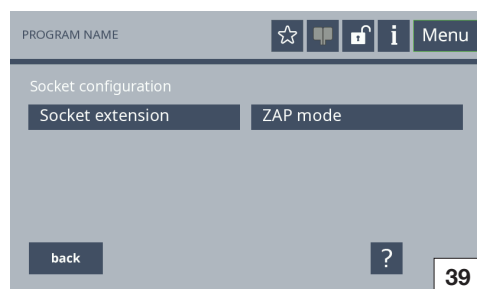 PROGRAM NAME i Menu
Socket configuration
Socket extension ZAP mode
back ?
39